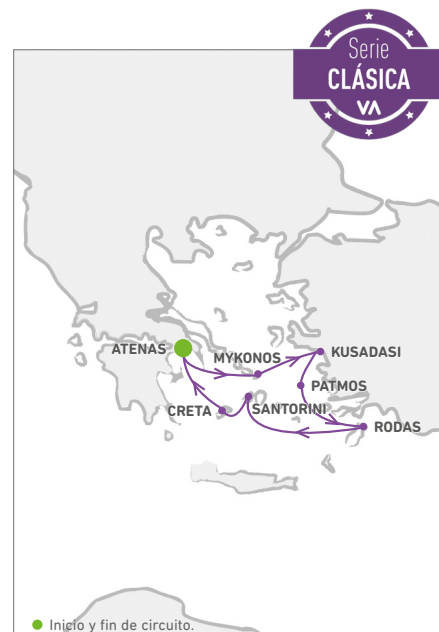 Serie
CLÁSICA
VA
ATENAS
MYKONOS
KUSADASI
PATMOS
CRETA
SANTORINI
RODAS
Inicio y fin de circuito.